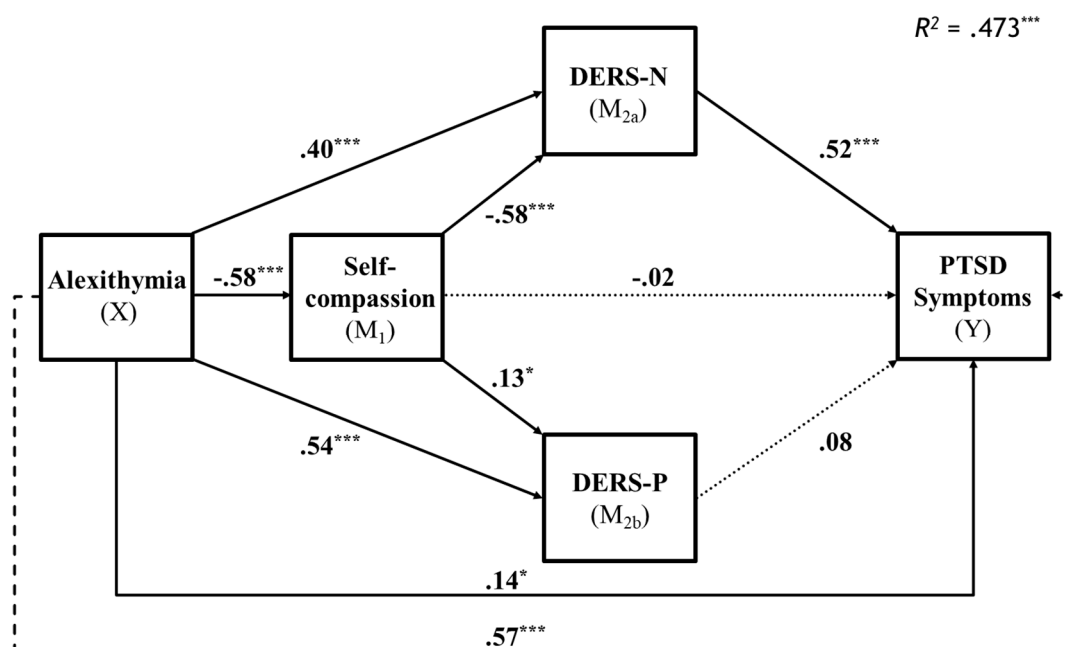 R² = .473***
DERS-N
(M₂ₐ)
.40***
.52***
-.58***
Alexithymia
(X)
-.58***
Self-
compassion
(M₁)
-.02
PTSD
Symptoms
(Y)
.13*
.54***
.08
DERS-P
(M₂b)
.14*
.57***